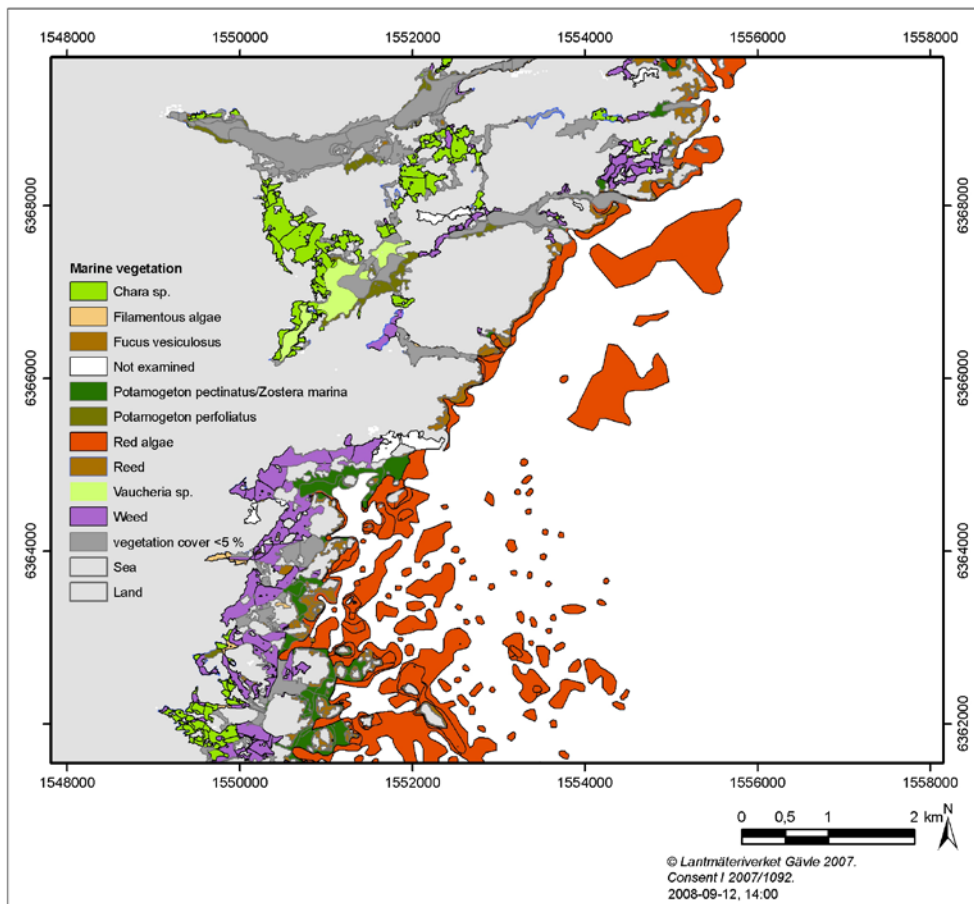 1548000 1550000 1552000 1554000 1556000 1558000
6368000 6368000
Marine vegetation
Chara sp.
Filamentous algae
Fucus vesiculosus
Not examined
Potamogeton pectinatus/Zostera marina
Potamogeton perfoliatus
Red algae
Reed
Vaucheria sp.
Weed
vegetation cover <5 %
Sea
Land
6366000 6366000
6364000 6364000
6362000 6362000
1548000 1550000 1552000 1554000 1556000 1558000
0 0,5 1 2 km N
© Lantmäteriverket Gävle 2007.
Consent I 2007/1092.
2008-09-12, 14:00